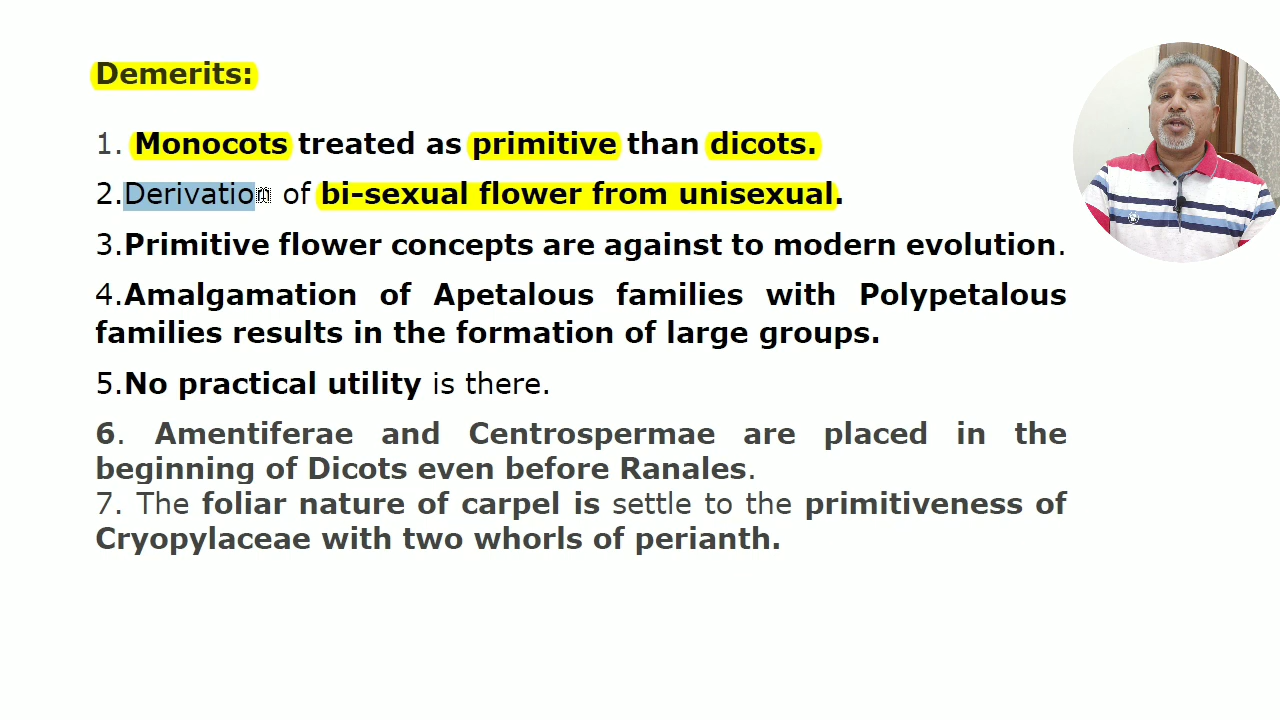 Demerits:
1. Monocots treated as primitive than dicots.
2.Derivation of bi-sexual flower from unisexual.
3.Primitive flower concepts are against to modern evolution.
4.Amalgamation of Apetalous families with Polypetalous
families results in the formation of large groups.
5.No practical utility is there.
6. Amentiferae and Centrospermae are placed in the
beginning of Dicots even before Ranales.
7. The foliar nature of carpel is settle to the primitiveness of
Cryopylaceae with two whorls of perianth.